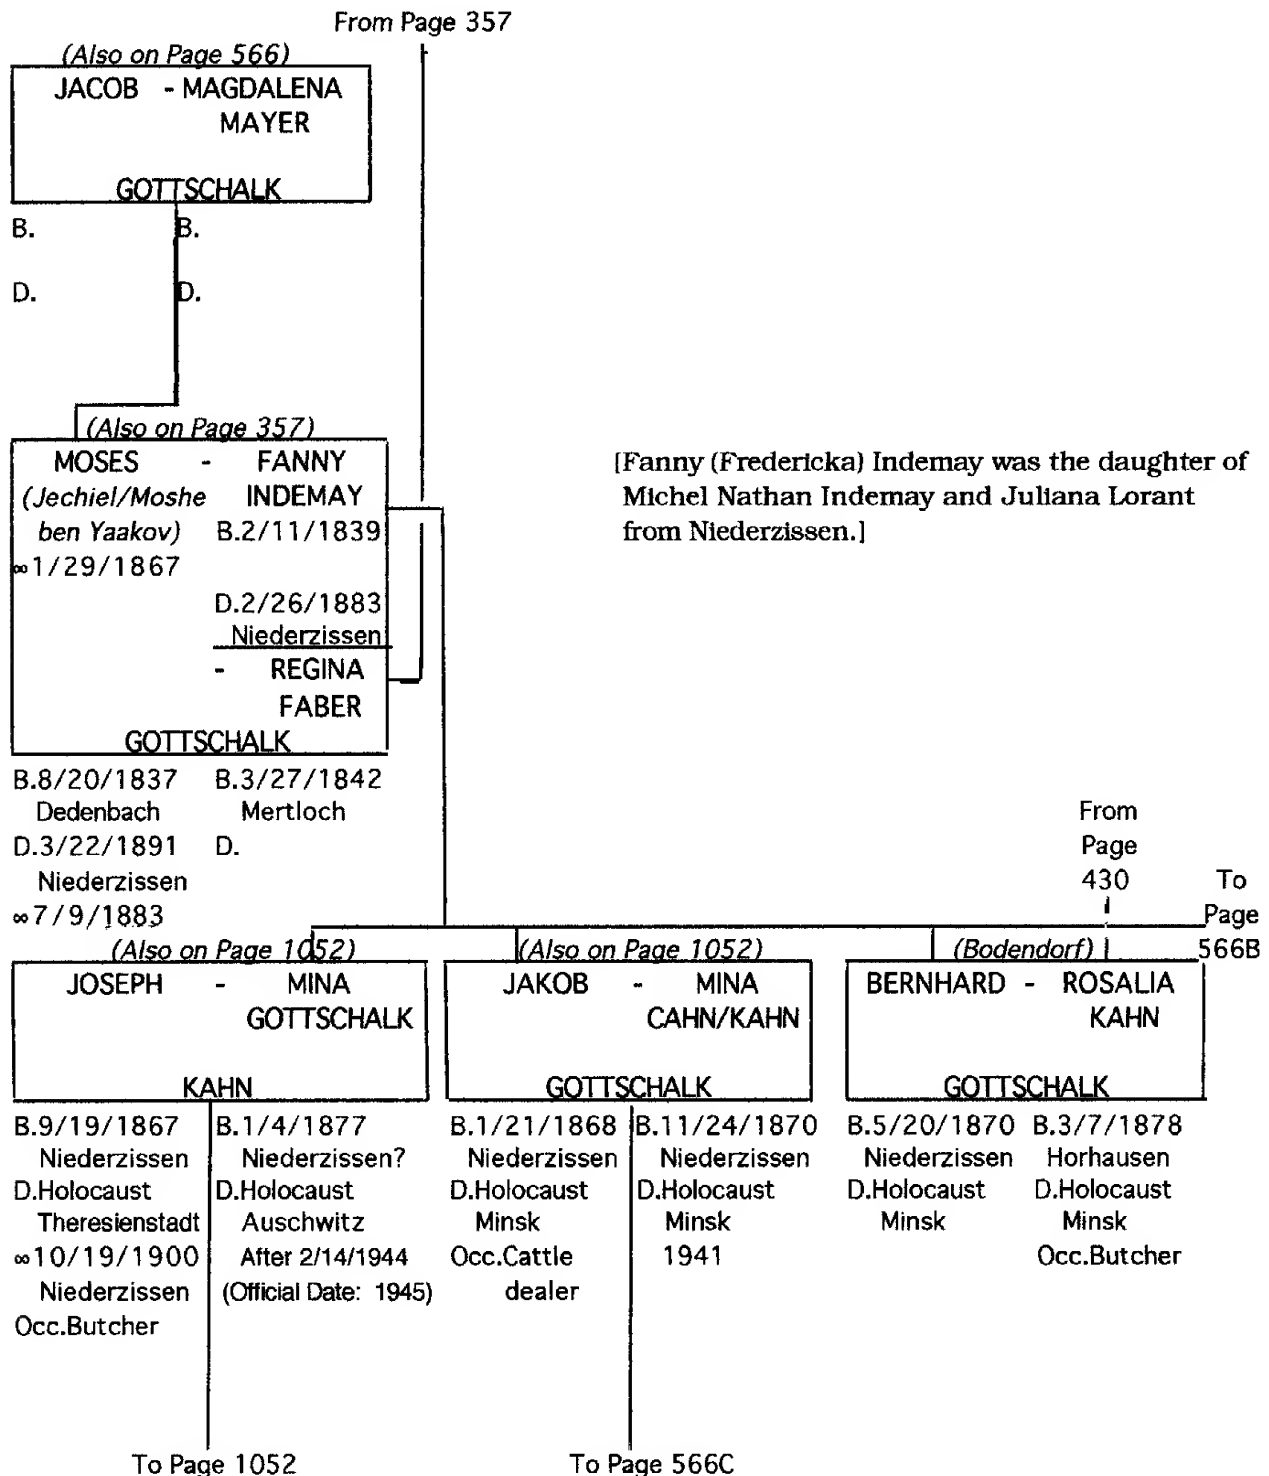 From Page 357
(Also on Page 566)
JACOB - MAGDALENA
MAYER
GOTTSCHALK
B. B.
D. D.
(Also on Page 357)
MOSES - FANNY
(Jechiel/Moshe INDEMAY
ben Yaakov) B.2/11/1839
∞1/29/1867
D.2/26/1883
Niederzissen
- REGINA
FABER
GOTTSCHALK
B.8/20/1837 B.3/27/1842
Dedenbach Mertloch
D.3/22/1891 D.
Niederzissen
∞7/9/1883
[Fanny (Fredericka) Indemay was the daughter of
Michel Nathan Indemay and Juliana Lorant
from Niederzissen.]
From
Page
430
To
Page
566B
(Also on Page 1052)
JOSEPH - MINA
GOTTSCHALK
KAHN
B.9/19/1867 B.1/4/1877
Niederzissen Niederzissen?
D.Holocaust D.Holocaust
Theresienstadt Auschwitz
∞10/19/1900 After 2/14/1944
Niederzissen (Official Date: 1945)
Occ.Butcher
To Page 1052
(Also on Page 1052)
JAKOB - MINA
CAHN/KAHN
GOTTSCHALK
B.1/21/1868 B.11/24/1870
Niederzissen Niederzissen
D.Holocaust D.Holocaust
Minsk Minsk
Occ.Cattle 1941
dealer
To Page 566C
(Bodendorf)
BERNHARD - ROSALIA
KAHN
GOTTSCHALK
B.5/20/1870 B.3/7/1878
Niederzissen Horhausen
D.Holocaust D.Holocaust
Minsk Minsk
Occ.Butcher